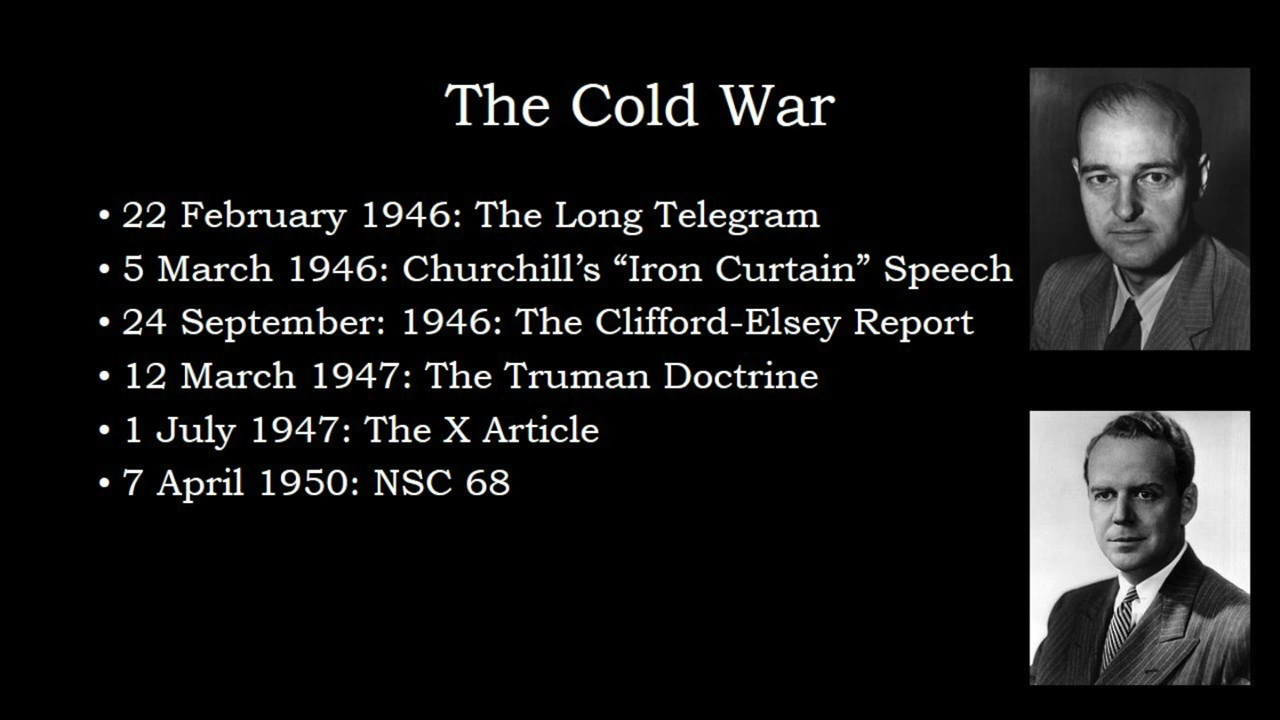 The Cold War
• 22 February 1946: The Long Telegram
• 5 March 1946: Churchill’s “Iron Curtain” Speech
• 24 September: 1946: The Clifford-Elsey Report
• 12 March 1947: The Truman Doctrine
• 1 July 1947: The X Article
• 7 April 1950: NSC 68